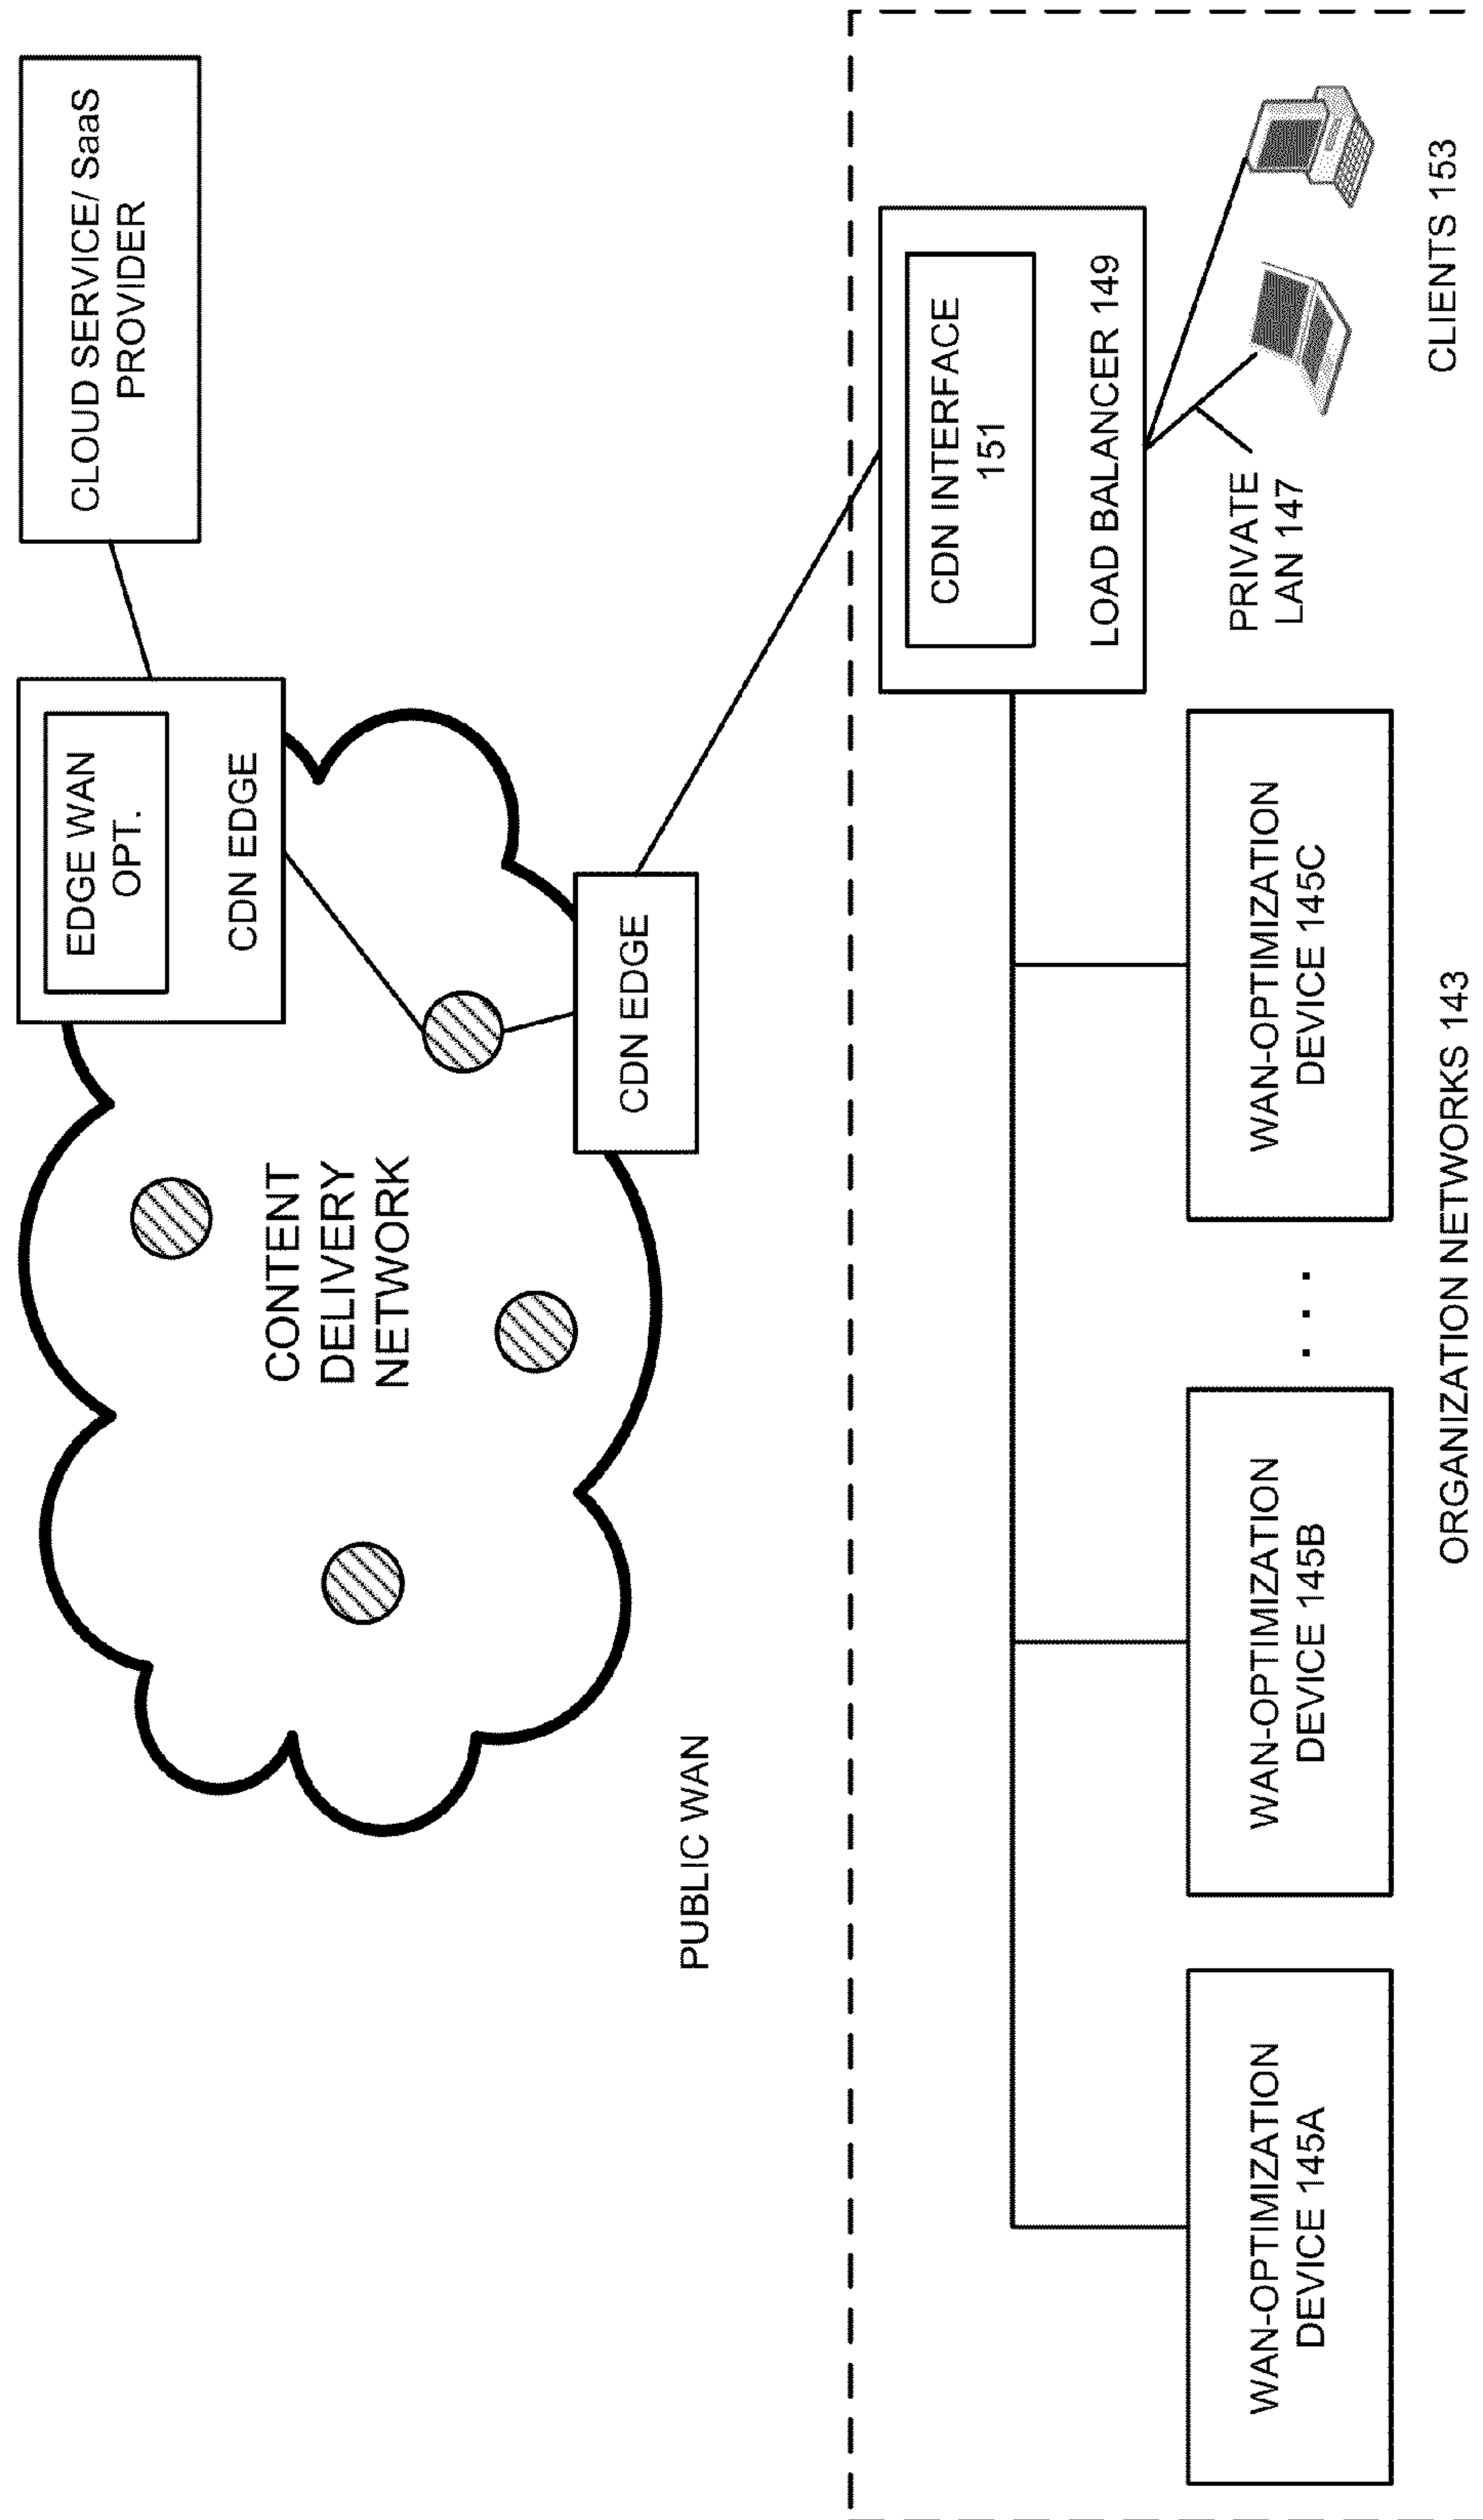 CLOUD SERVICE/ SaaS
PROVIDER
EDGE WAN
OPT.
CDN EDGE
CONTENT
DELIVERY
NETWORK
CDN EDGE
PUBLIC WAN
CDN INTERFACE
151
LOAD BALANCER 149
PRIVATE
LAN 147
CLIENTS 153
WAN-OPTIMIZATION
DEVICE 145A
WAN-OPTIMIZATION
DEVICE 145B
. . .
WAN-OPTIMIZATION
DEVICE 145C
ORGANIZATION NETWORKS 143